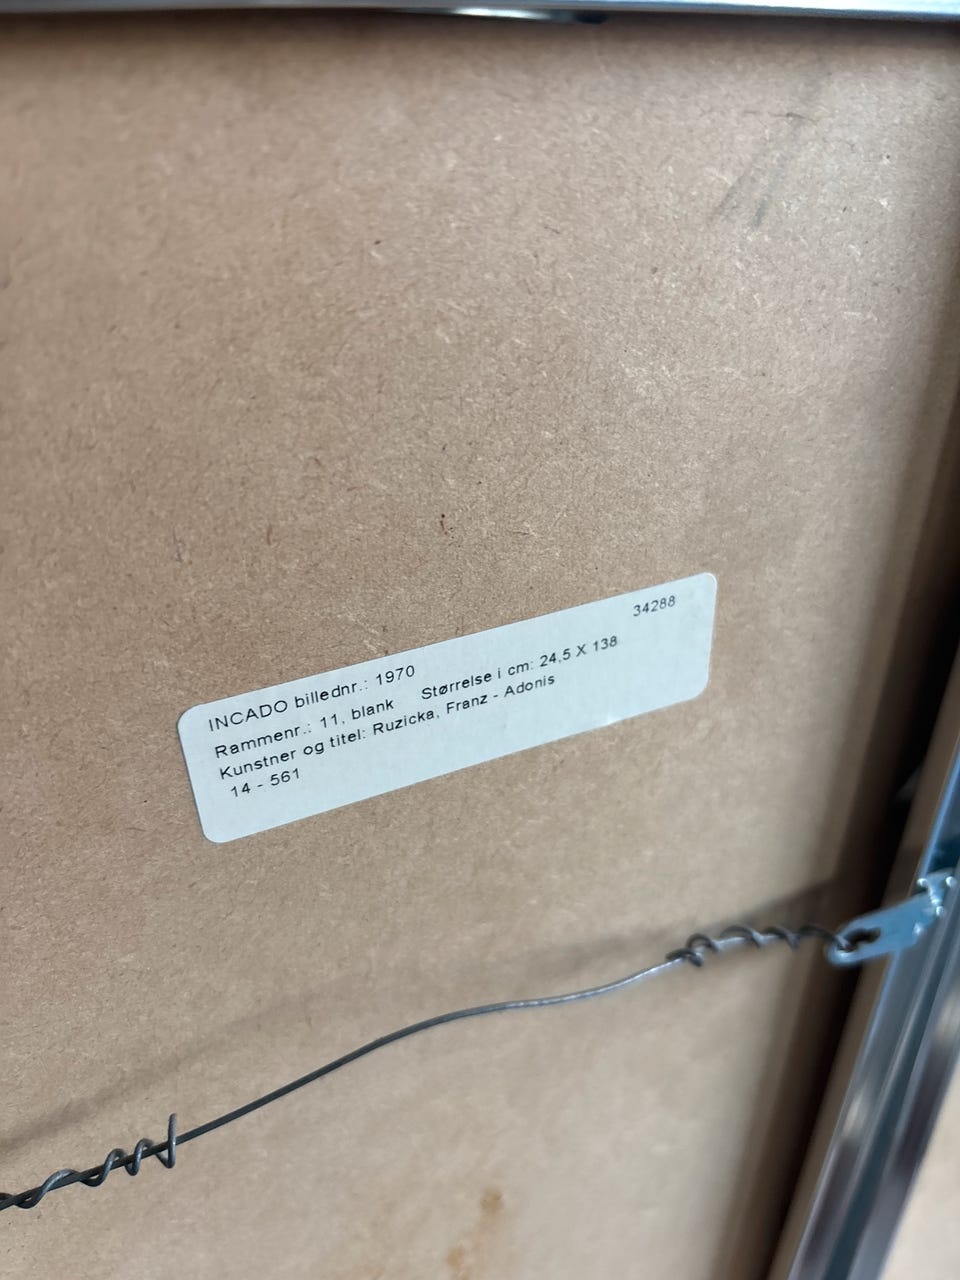 34288
INCADO billednr.: 1970
Rammenr.: 11, blank Størrelse i cm: 24,5 X 138
Kunstner og titel: Ruzicka, Franz - Adonis
14 - 561